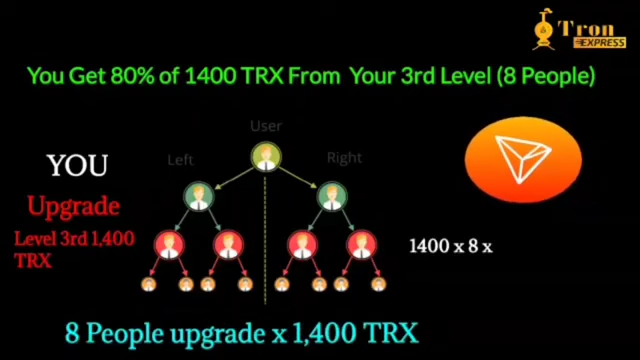 Tron
EXPRESS
You Get 80% of 1400 TRX From Your 3rd Level (8 People)
User
Left
Right
YOU
Upgrade
Level 3rd 1,400
TRX
1400 x 8 x
8 People upgrade x 1,400 TRX